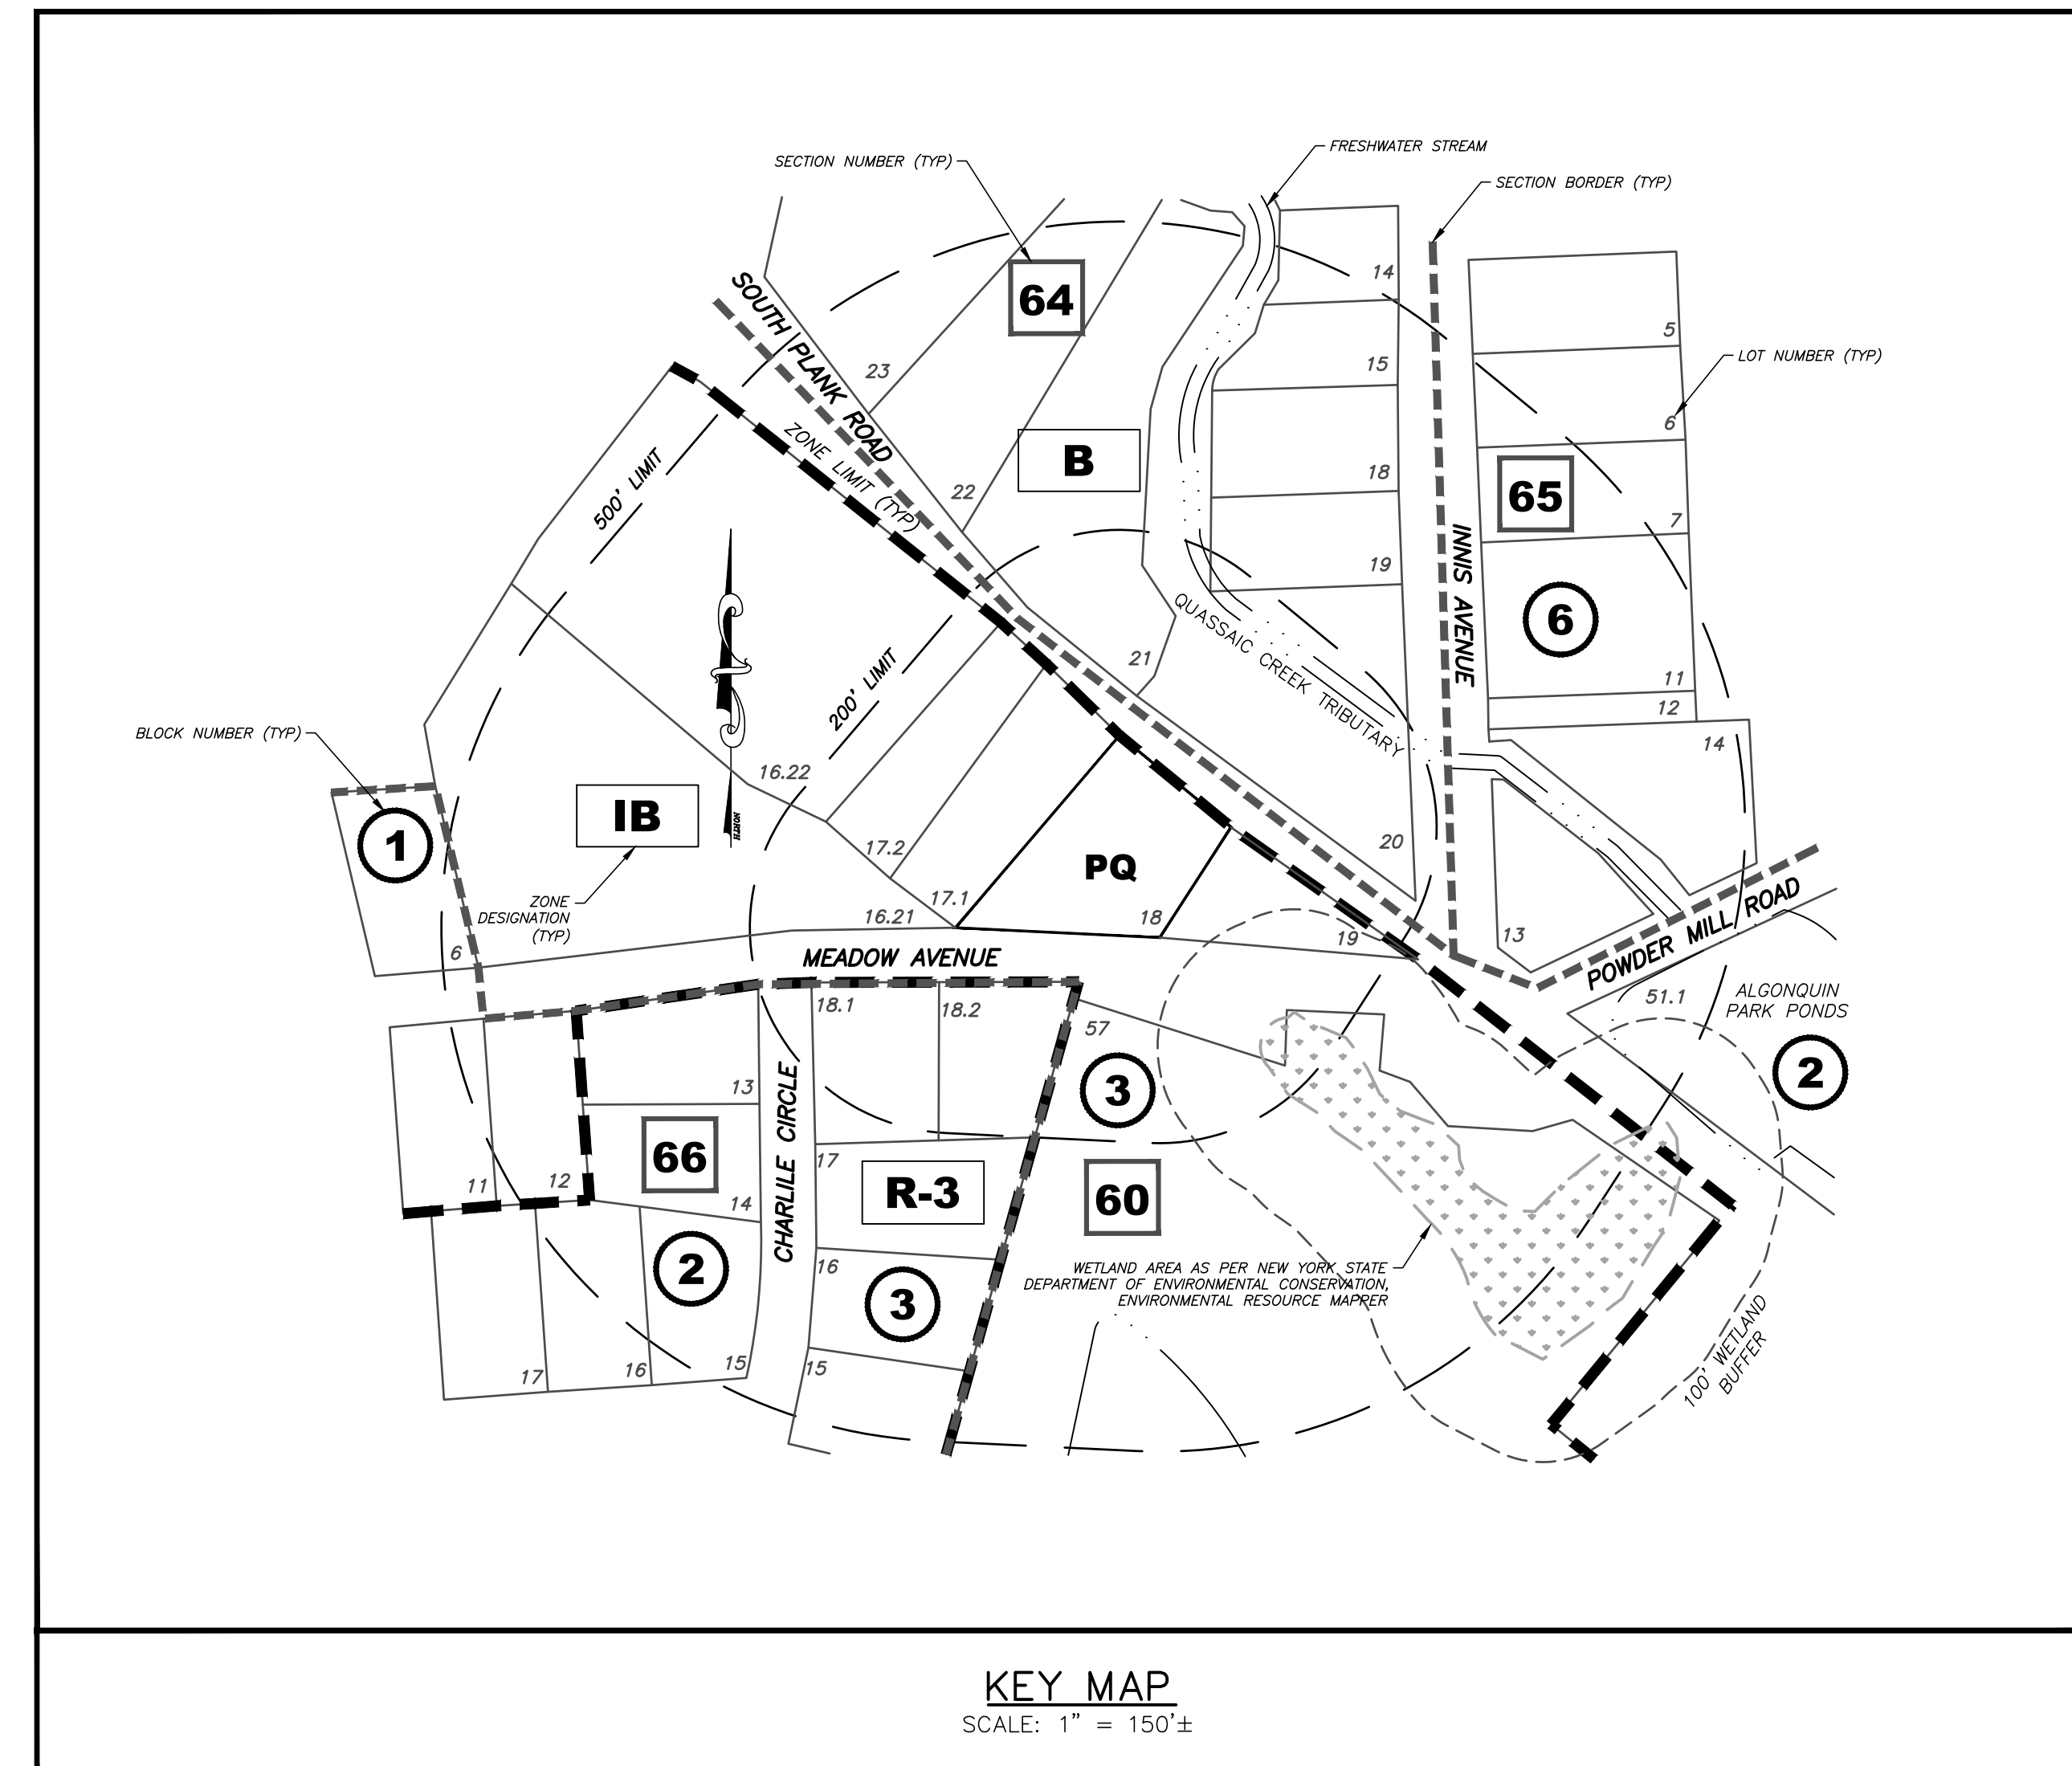 FRESHWATER STREAM
SECTION NUMBER (TYP)
SECTION BORDER (TYP)
64
14
SOUTH PLANK ROAD
5
LOT NUMBER (TYP)
15
23
6
ZONE LIMIT (TYP)
B
18
500' LIMIT
22
65
7
19
INNIS AVENUE
QUASSAIC CREEK TRIBUTARY
6
21
200' LIMIT
11
12
BLOCK NUMBER (TYP)
14
16.22
IB
NORTH
1
17.2
20
PQ
ZONE
DESIGNATION
(TYP)
17.1
16.21
18
19
13
POWDER MILL ROAD
6
MEADOW AVENUE
18.1
18.2
57
51.1
ALGONQUIN
PARK PONDS
2
3
13
CHARLILE CIRCLE
66
17
11
12
14
R-3
60
2
16
3
WETLAND AREA AS PER NEW YORK STATE
DEPARTMENT OF ENVIRONMENTAL CONSERVATION,
ENVIRONMENTAL RESOURCE MAPPER
100' WETLAND
BUFFER
17
16
15
15
KEY MAP
SCALE: 1" = 150'±